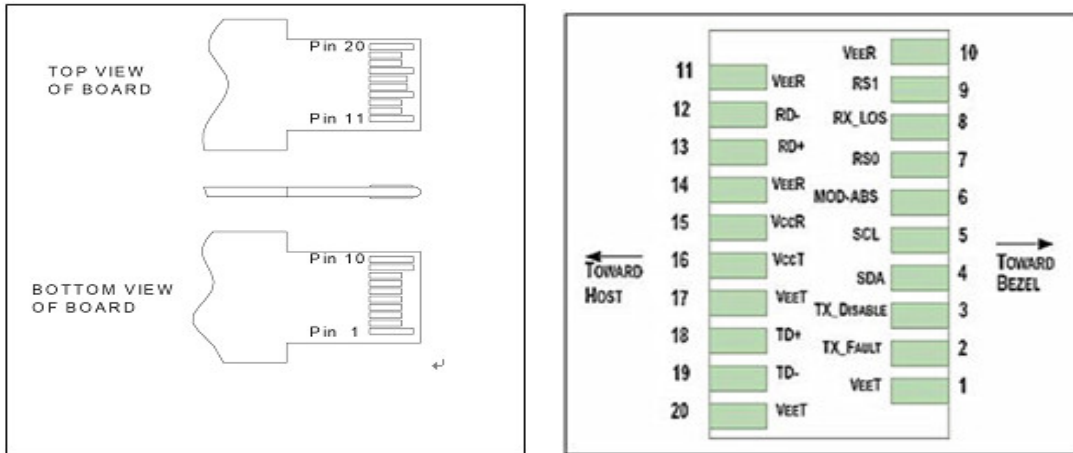 Pin 20
TOP VIEW
OF BOARD
Pin 11
Pin 10
BOTTOM VIEW
OF BOARD
Pin 1
VEER 10
11 VEER
RS1 9
12 RD-
RX_LOS 8
13 RD+
RS0 7
14 VEER
MOD-ABS 6
15 VCCR
SCL 5
16 VCCT
SDA 4
17 VEET
TX_DISABLE 3
18 TD+
TX_FAULT 2
19 TD-
VEET 1
20 VEET
TOWARD
HOST
TOWARD
BEZEL